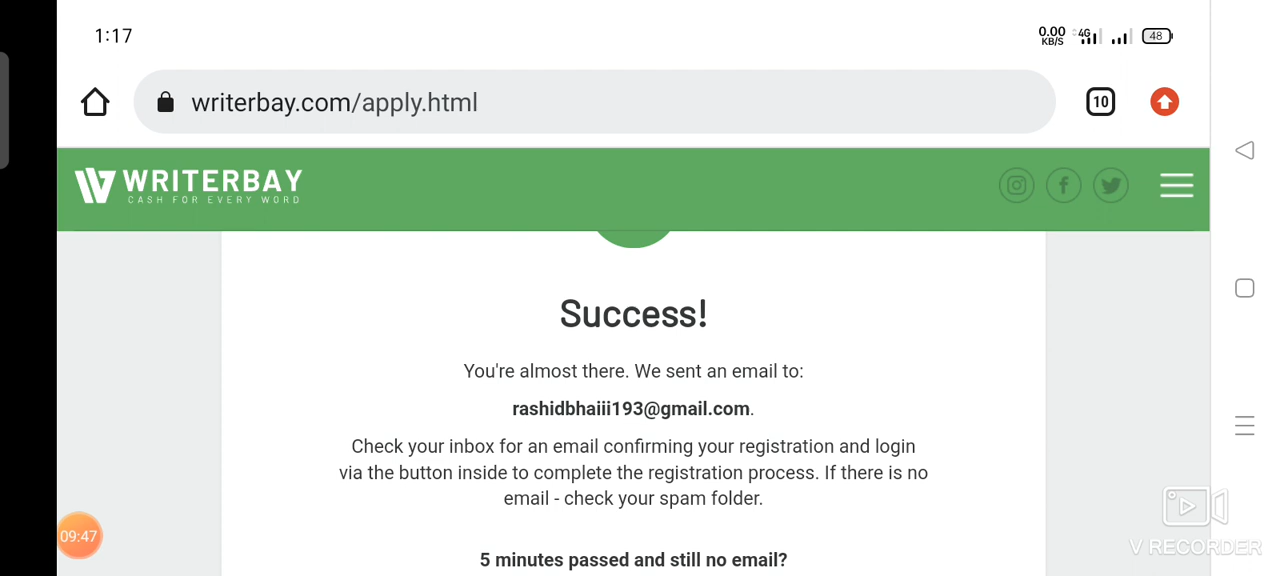 1:17
0.00
KB/S
4G
48
writerbay.com/apply.html
10
WRITERBAY
CASH FOR EVERY WORD
Success!
You're almost there. We sent an email to:
rashidbhaiii193@gmail.com.
Check your inbox for an email confirming your registration and login
via the button inside to complete the registration process. If there is no
email - check your spam folder.
09:47
V RECORDER
5 minutes passed and still no email?